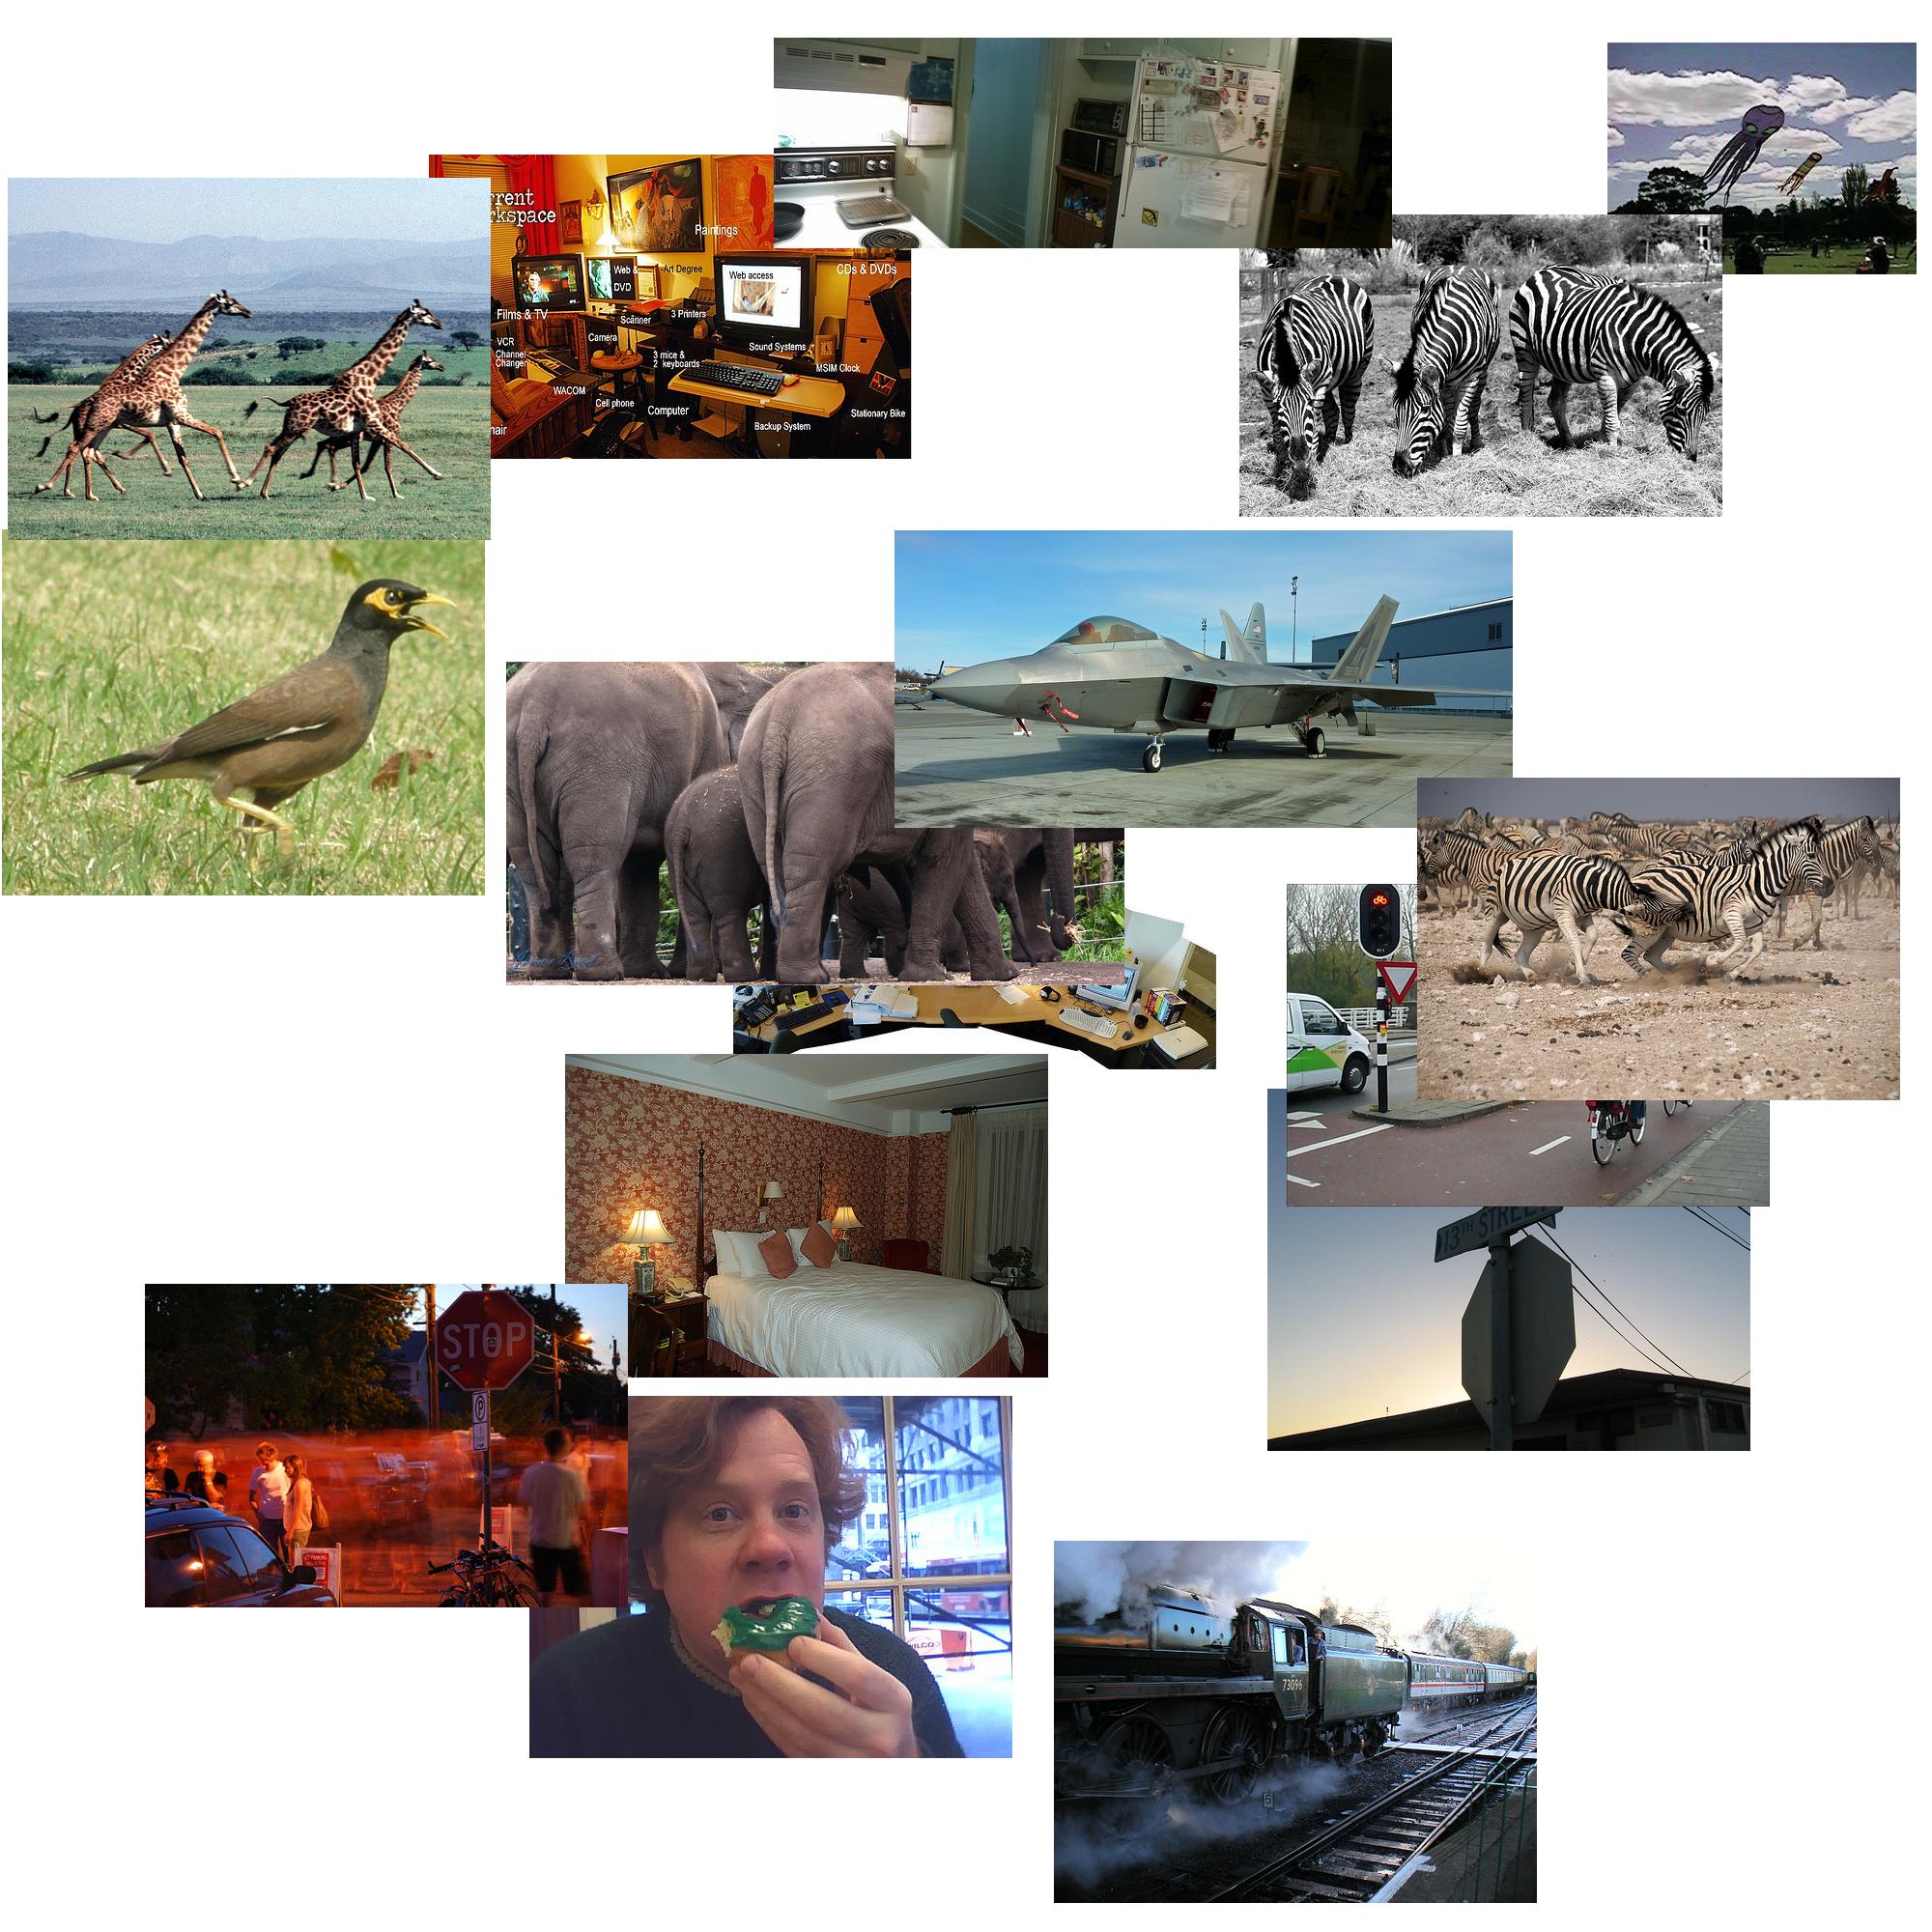 rrent
rkspace
Paintings
Web &
DVD
Art Degree
Web access
CDs & DVDs
Films & TV
Scanner
3 Printers
VCR
Channel
Changer
Camera
3 mice &
2 keyboards
Sound Systems
MSIM Clock
WACOM
Cell phone
Computer
Stationary Bike
Backup System
hair
13TH STREET
STOP
P
73096
5